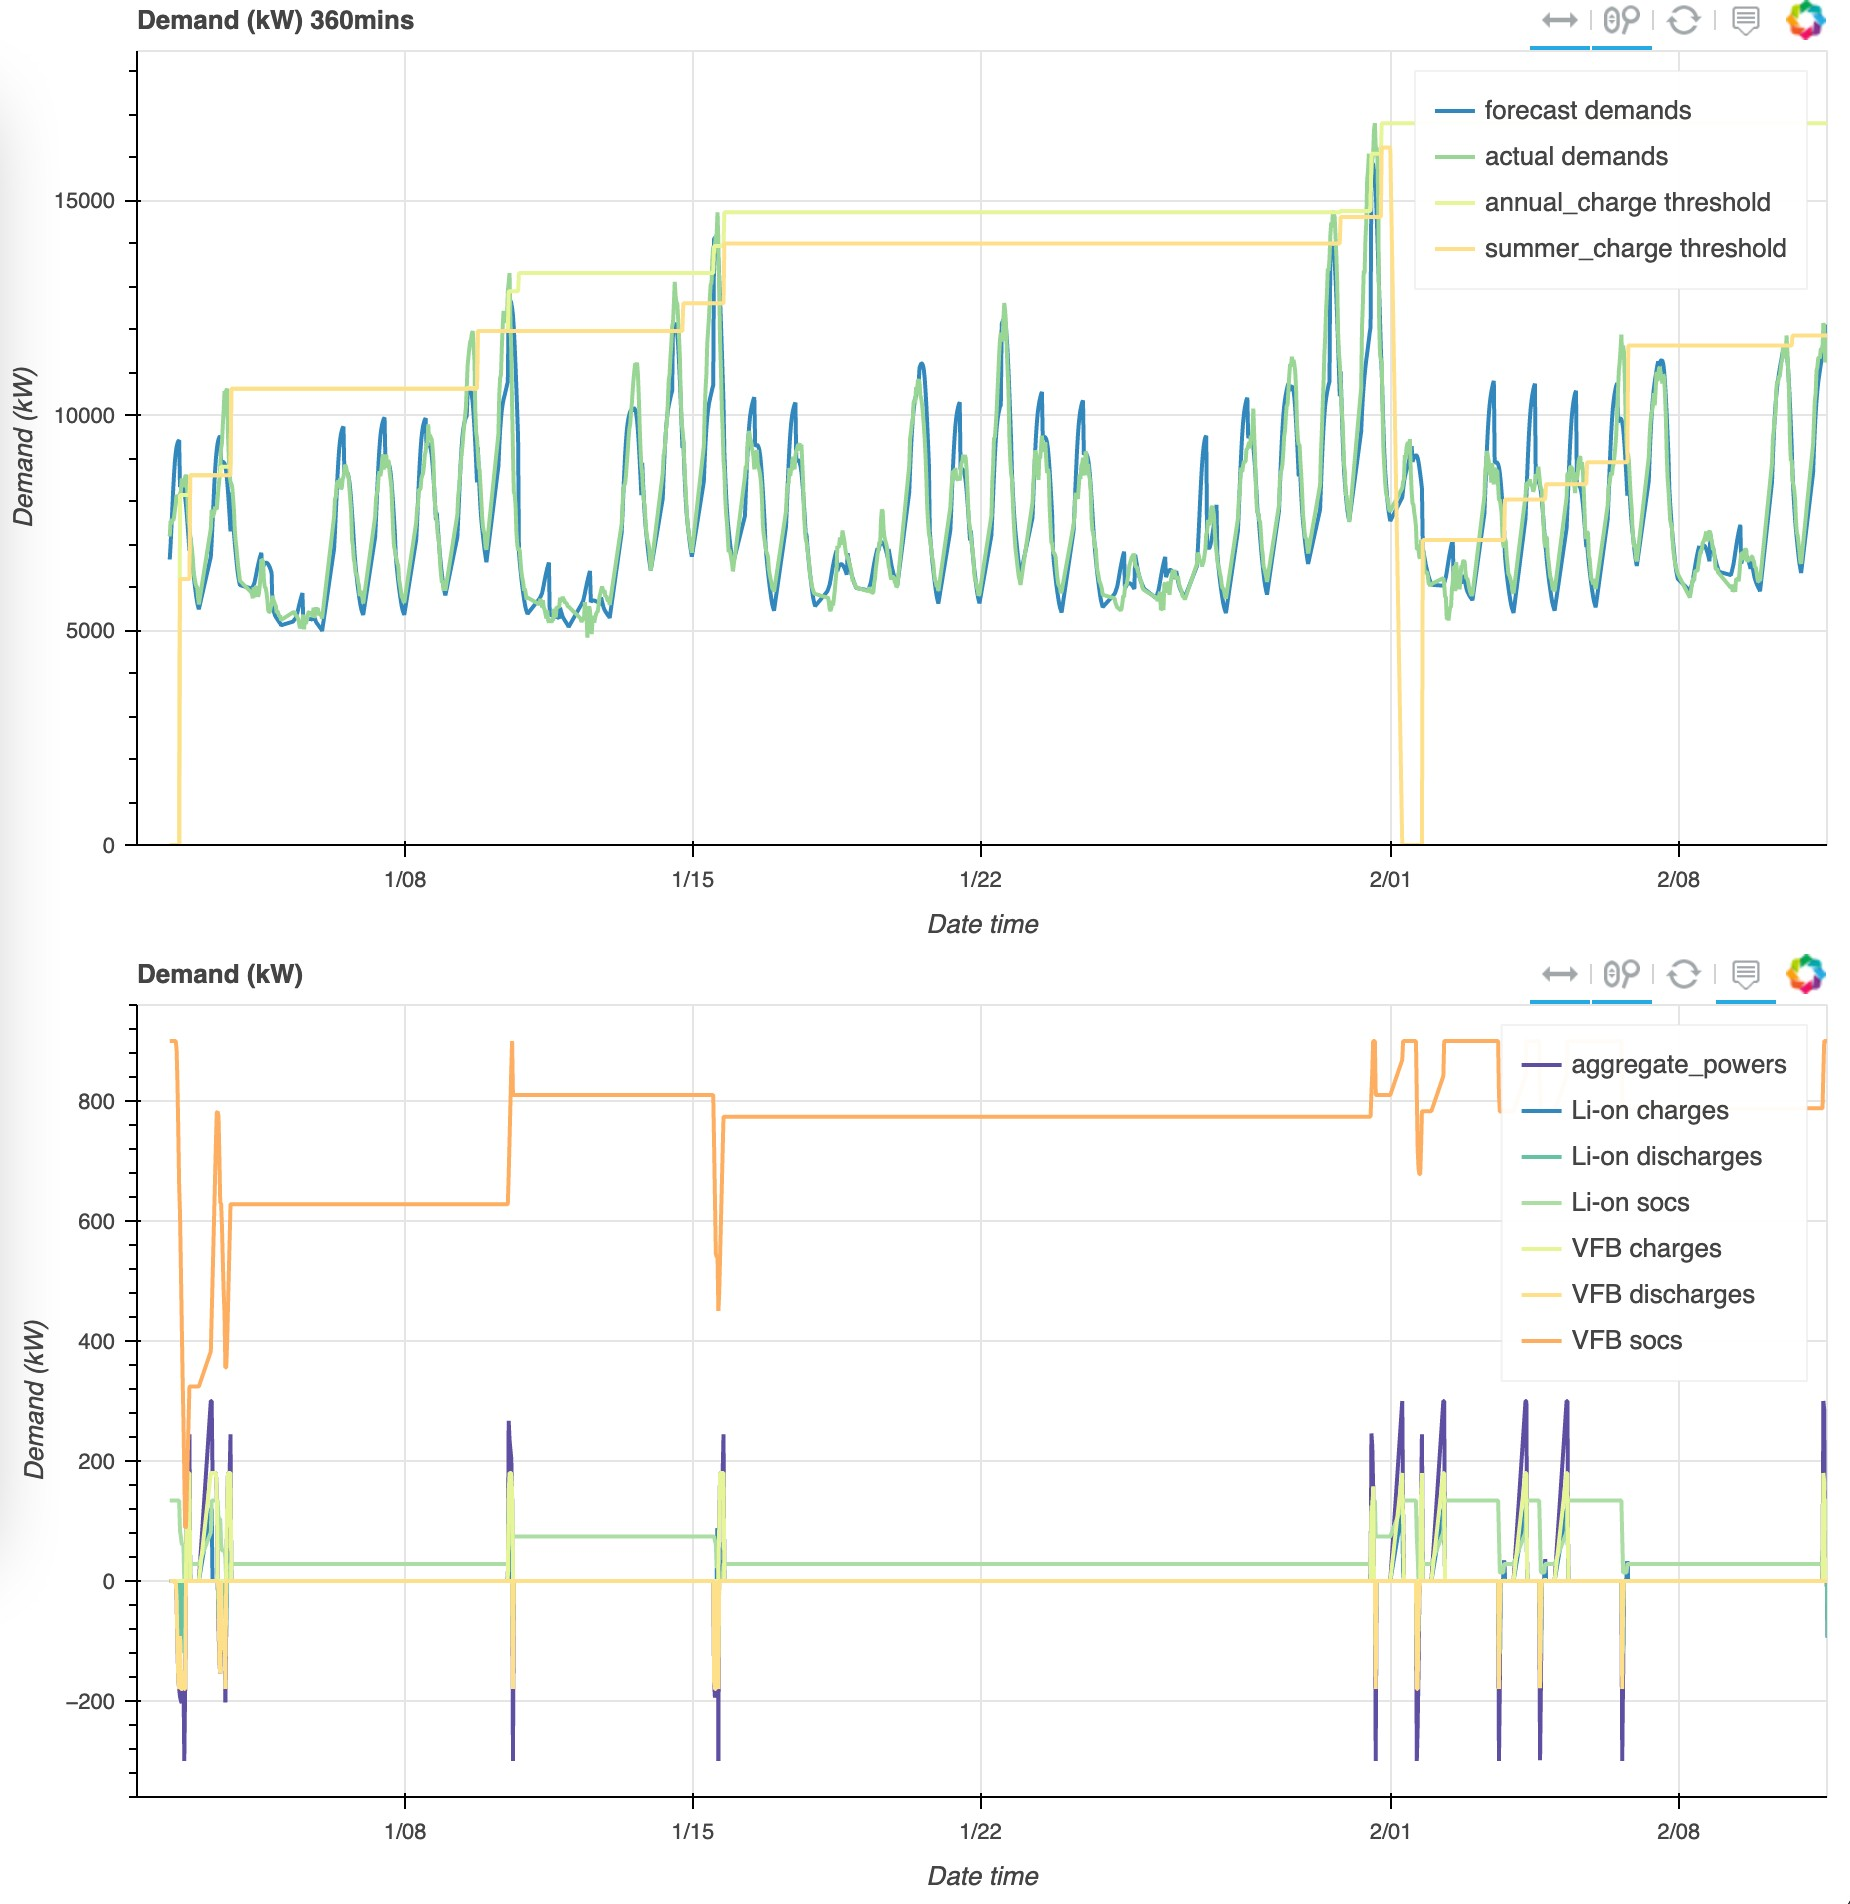 Demand (kW) 360mins
forecast demands
actual demands
annual_charge threshold
summer_charge threshold
15000
10000
5000
0
Demand (kW)
1/08 1/15 1/22 2/01 2/08
Date time
Demand (kW)
aggregate_powers
Li-on charges
Li-on discharges
Li-on socs
VFB charges
VFB discharges
VFB socs
800
600
400
200
0
−200
Demand (kW)
1/08 1/15 1/22 2/01 2/08
Date time